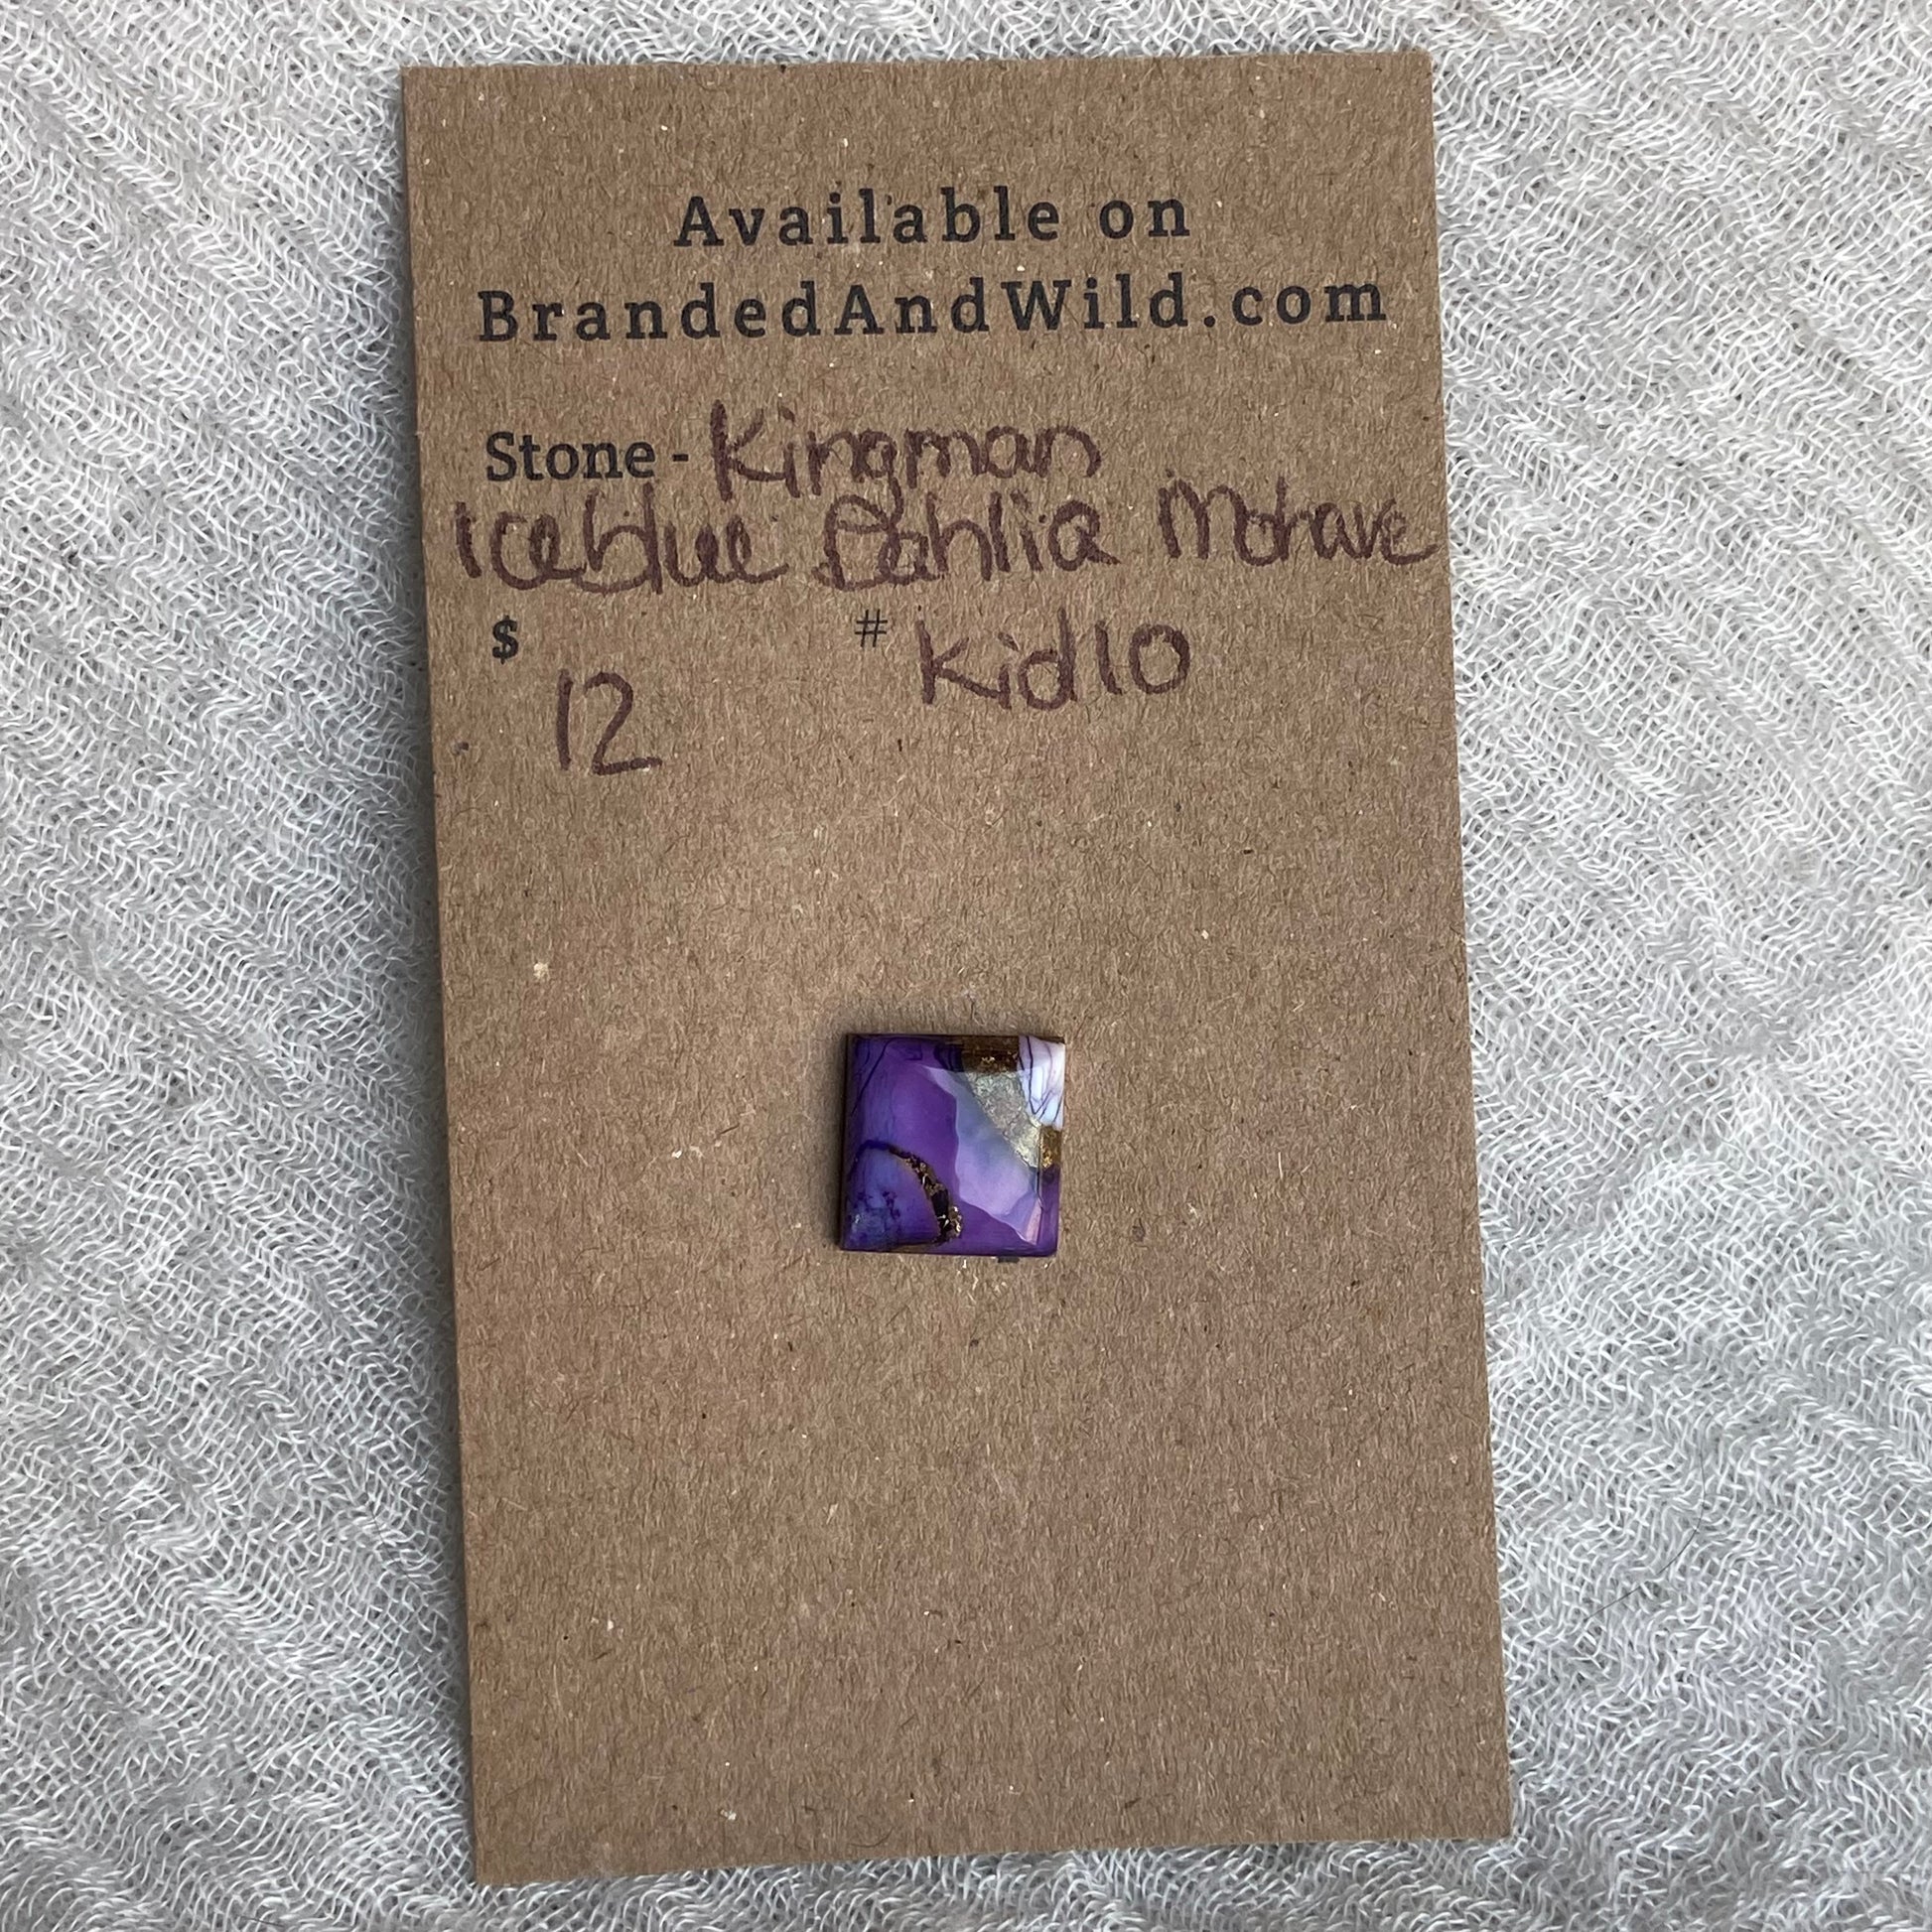 Available on
BrandedAndWild.com
Stone - Kingman
Iceblue Dahlia Mohave
$ # Kid10
12